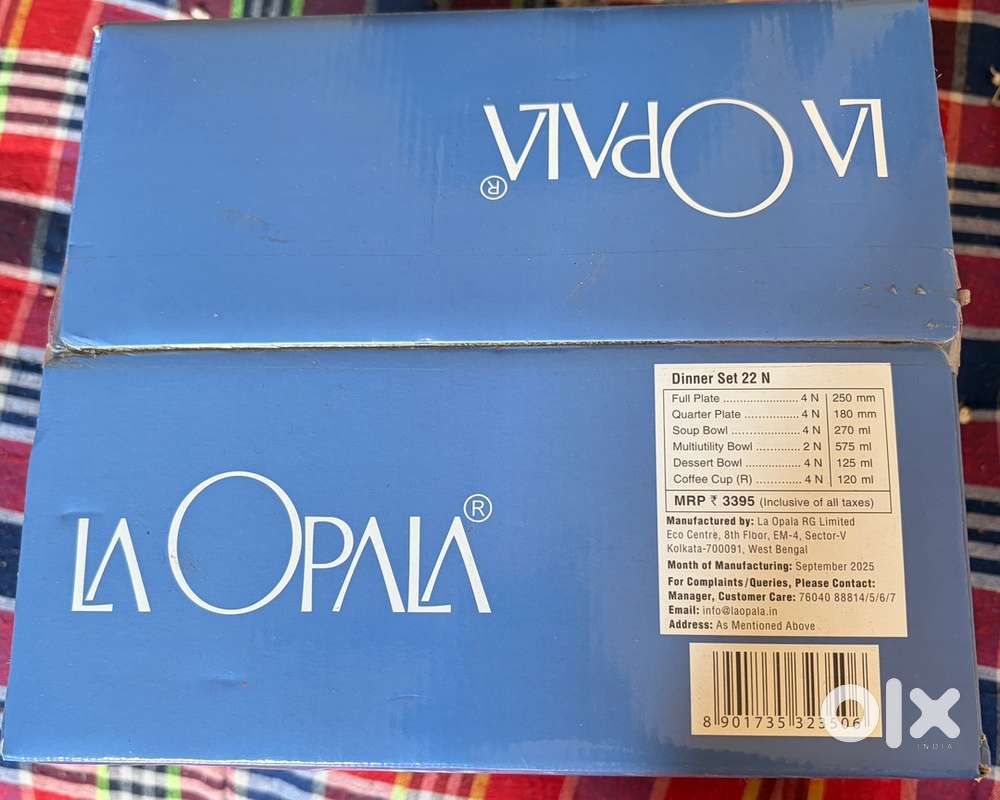 LA OPALA®
LA OPALA®
Dinner Set 22 N
Full Plate ....................... 4 N 250 mm
Quarter Plate ................ 4 N 180 mm
Soup Bowl .................... 4 N 270 ml
Multiutility Bowl ............. 2 N 575 ml
Dessert Bowl ................. 4 N 125 ml
Coffee Cup (R) ............. 4 N 120 ml
MRP ₹ 3395 (Inclusive of all taxes)
Manufactured by: La Opala RG Limited
Eco Centre, 8th Floor, EM-4, Sector-V
Kolkata-700091, West Bengal
Month of Manufacturing: September 2025
For Complaints/Queries, Please Contact:
Manager, Customer Care: 76040 88814/5/6/7
Email: info@laopala.in
Address: As Mentioned Above
8 901735 323506
olx
INDIA